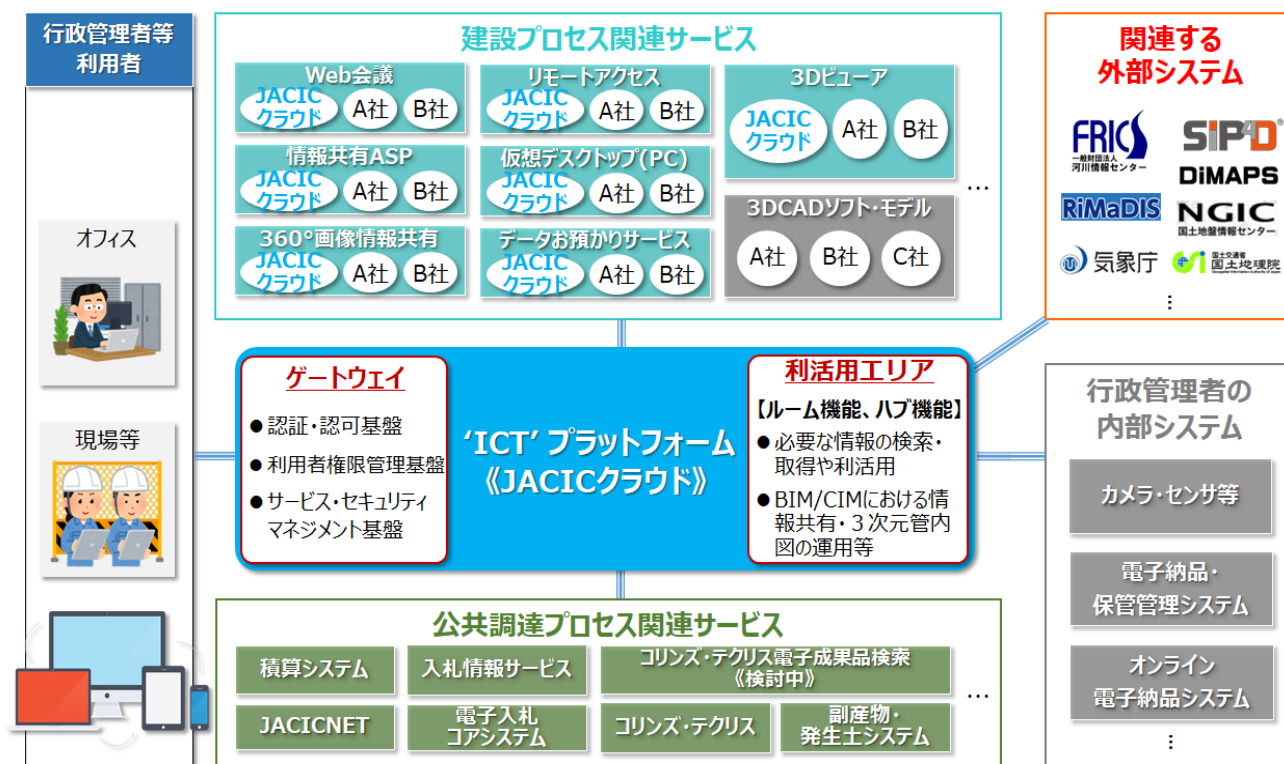 行政管理者等
利用者
オフィス
現場等
建設プロセス関連サービス
Web会議
JACIC
クラウド
A社
B社
リモートアクセス
JACIC
クラウド
A社
B社
3Dビューア
JACIC
クラウド
A社
B社
情報共有ASP
JACIC
クラウド
A社
B社
仮想デスクトップ(PC)
JACIC
クラウド
A社
B社
…
3DCADソフト・モデル
A社
B社
C社
360°画像情報共有
JACIC
クラウド
A社
B社
データお預かりサービス
JACIC
クラウド
A社
B社
関連する
外部システム
FRICS
一般財団法人
河川情報センター
SIP4D®
DiMAPS
RiMaDIS
NGIC
国土地盤情報センター
気象庁
国土交通省
国土地理院
⋮
ゲートウェイ
●認証・認可基盤
●利用者権限管理基盤
●サービス・セキュリティ
マネジメント基盤
‘ICT’ プラットフォーム
《JACICクラウド》
利活用エリア
【ルーム機能、ハブ機能】
●必要な情報の検索・
取得や利活用
●BIM/CIMにおける情
報共有・３次元管内
図の運用等
行政管理者の
内部システム
カメラ・センサ等
電子納品・
保管管理システム
オンライン
電子納品システム
⋮
公共調達プロセス関連サービス
積算システム
入札情報サービス
コリンズ・テクリス電子成果品検索
《検討中》
…
JACICNET
電子入札
コアシステム
コリンズ・テクリス
副産物・
発生土システム